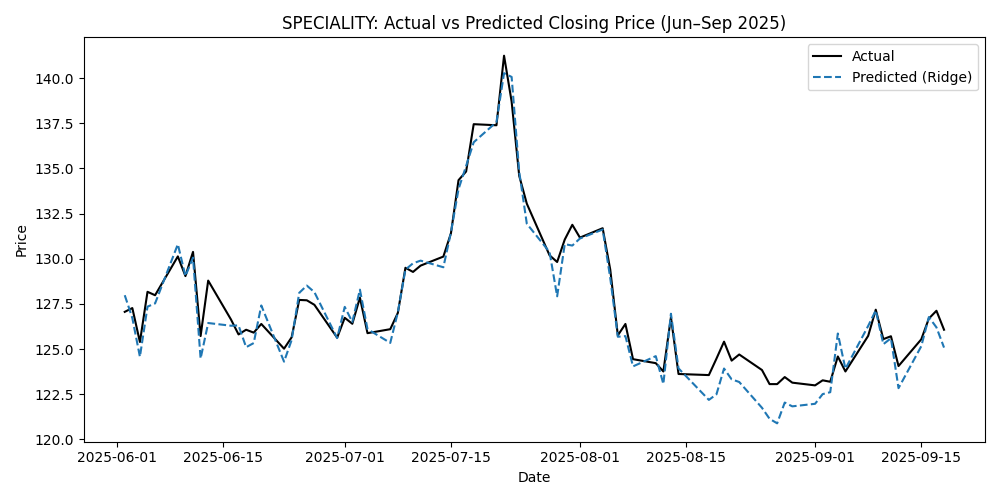 SPECIALITY: Actual vs Predicted Closing Price (Jun–Sep 2025)
Actual
Predicted (Ridge)
Price
140.0
137.5
135.0
132.5
130.0
127.5
125.0
122.5
120.0
2025-06-01 2025-06-15 2025-07-01 2025-07-15 2025-08-01 2025-08-15 2025-09-01 2025-09-15
Date